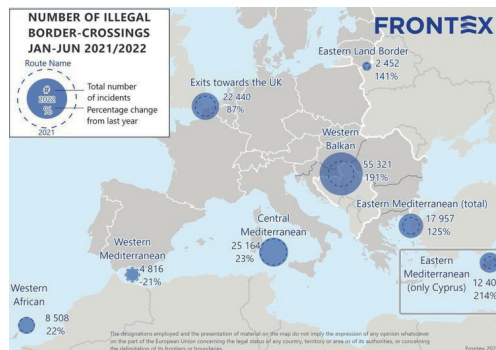 NUMBER OF ILLEGAL
BORDER-CROSSINGS
JAN-JUN 2021/2022
Route Name
#
2022
%
Total number
of incidents
Percentage change
from last year
2021
FRONTEX
Eastern Land Border
2 452
141%
Exits towards the UK
22 440
87%
Western
Balkan
55 321
191%
Eastern Mediterranean (total)
17 957
125%
Central
Mediterranean
25 164
23%
Western
Mediterranean
4 816
-21%
Eastern
Mediterranean
(only Cyprus)
214%
Western
African
8 508
22%
The designations employed and the presentation of material on the map do not imply the expression of any opinion whatsoever
on the part of the European Union concerning the legal status of any country, territory or area or of its authorities, or concerning
the delimitation of its frontiers or boundaries.
Frontex